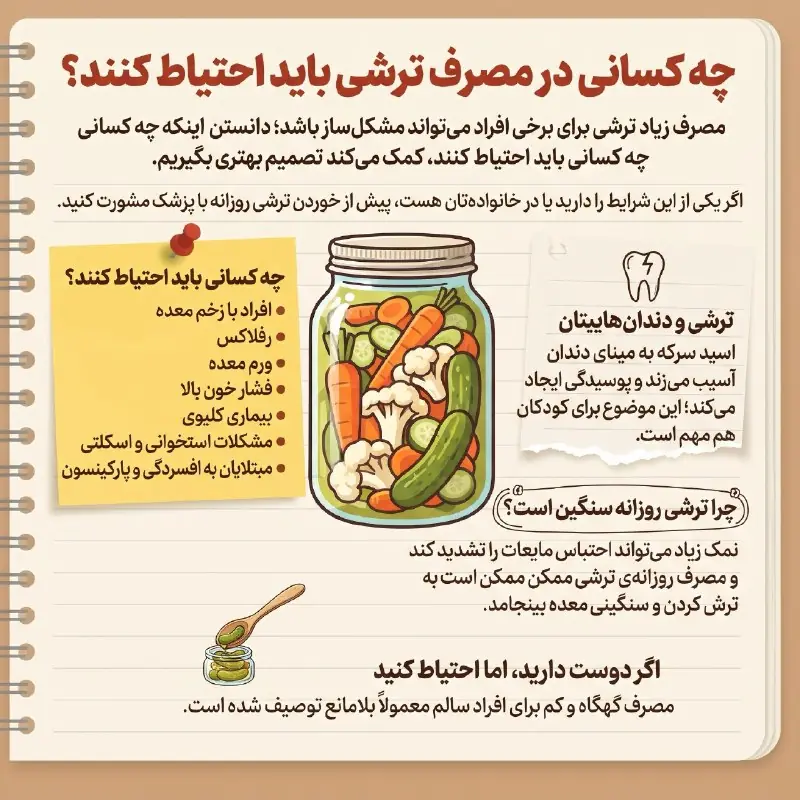 چه کسانی در مصرف ترشی باید احتیاط کنند؟
مصرف زیاد ترشی برای برخی افراد می‌تواند مشکل‌ساز باشد؛ دانستن اینکه چه کسانی
چه کسانی باید احتیاط کنند، کمک می‌کند تصمیم بهتری بگیریم.
اگر یکی از این شرایط را دارید یا در خانواده‌تان هست، پیش از خوردن ترشی روزانه با پزشک مشورت کنید.
ترشی و دندان‌هاییتان
اسید سرکه به مینای دندان
آسیب می‌زند و پوسیدگی ایجاد
می‌کند؛ این موضوع برای کودکان
هم مهم است.
چه کسانی باید احتیاط کنند؟
• افراد با زخم معده
• رفلاکس
• ورم معده
• فشار خون بالا
• بیماری کلیوی
• مشکلات استخوانی و اسکلتی
• مبتلایان به افسردگی و پارکینسون
چرا ترشی روزانه سنگین است؟
نمک زیاد می‌تواند احتباس مایعات را تشدید کند
و مصرف روزانه‌ی ترشی ممکن ممکن است به
ترش کردن و سنگینی معده بینجامد.
اگر دوست دارید، اما احتیاط کنید
مصرف گهگاه و کم برای افراد سالم معمولاً بلامانع توصیف شده است.